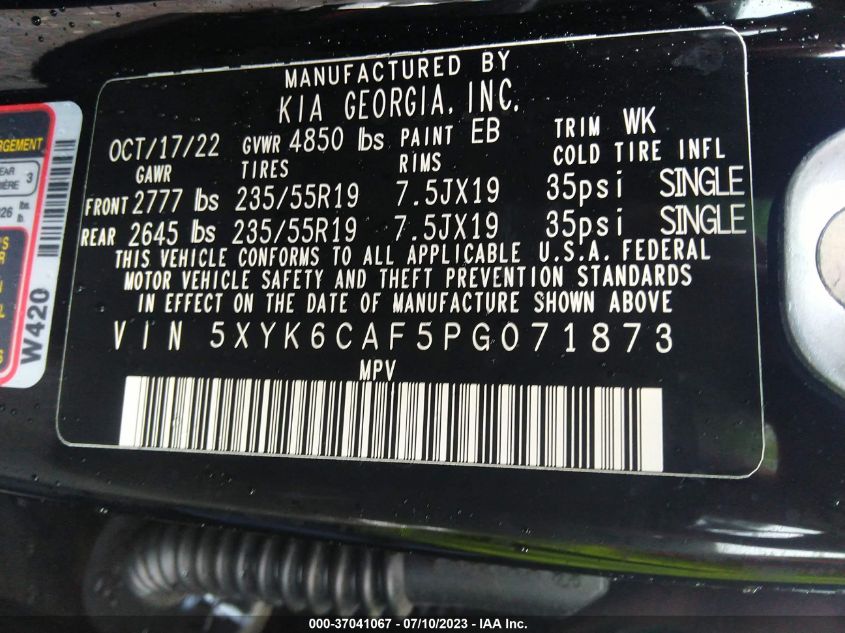 MANUFACTURED BY
KIA GEORGIA, INC.
OCT/17/22 GVWR 4850 lbs PAINT EB TRIM WK
GAWR TIRES RIMS COLD TIRE INFL
FRONT 2777 lbs 235/55R19 7.5JX19 35psi SINGLE
REAR 2645 lbs 235/55R19 7.5JX19 35psi SINGLE
THIS VEHICLE CONFORMS TO ALL APPLICABLE U.S.A. FEDERAL
MOTOR VEHICLE SAFETY AND THEFT PREVENTION STANDARDS
IN EFFECT ON THE DATE OF MANUFACTURE SHOWN ABOVE
VIN 5XYK6CAF5PG071873
MPV
W420
000-37041067 - 07/10/2023 - IAA Inc.